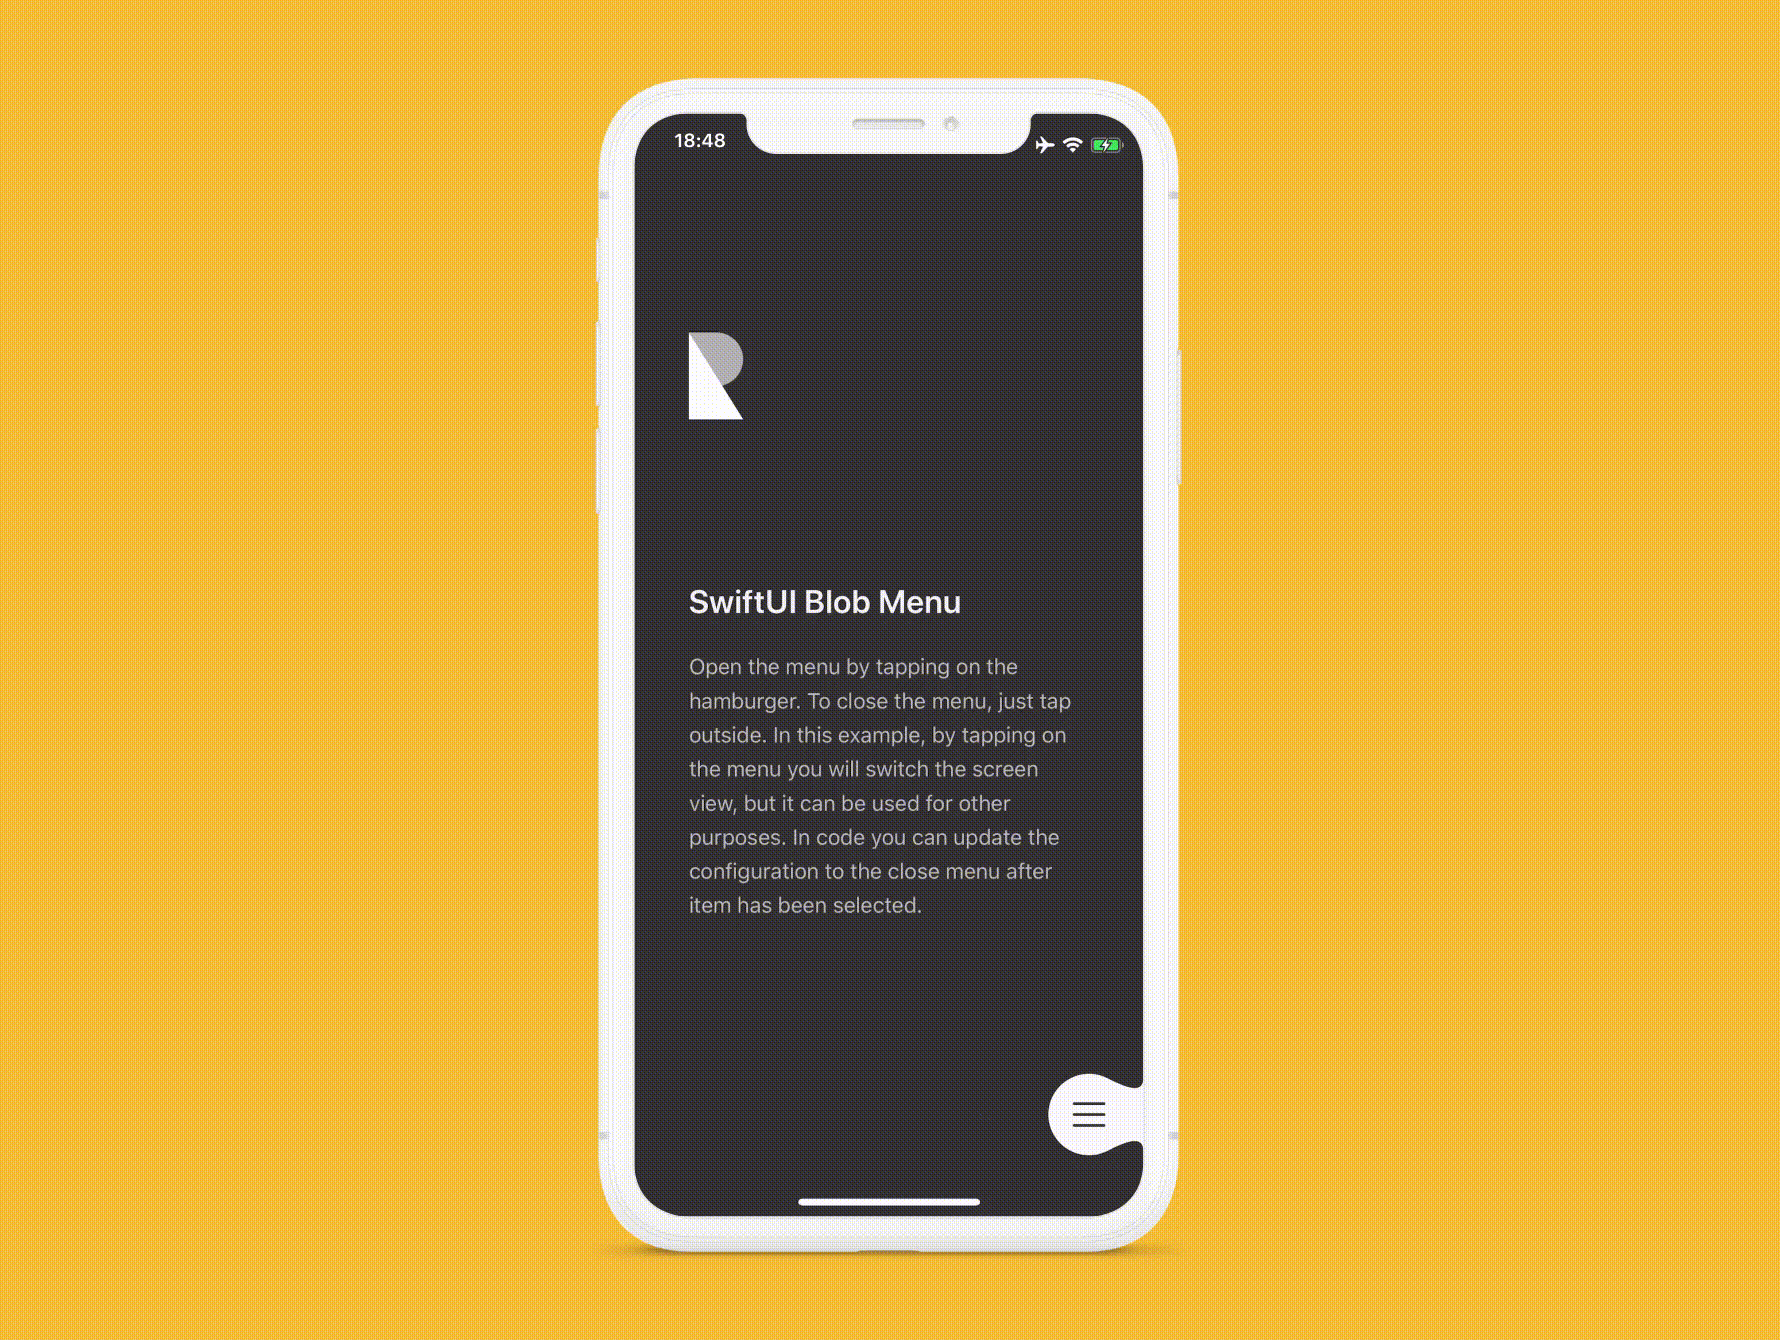 18:48
SwiftUI Blob Menu
Open the menu by tapping on the
hamburger. To close the menu, just tap
outside. In this example, by tapping on
the menu you will switch the screen
view, but it can be used for other
purposes. In code you can update the
configuration to the close menu after
item has been selected.